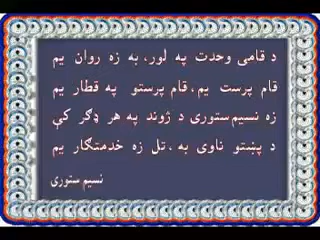 د قامی وحدت په لور، به زه روان یم
قام پرست یم، قام پرستو په قطار یم
زه نسیم ستوری د ژوند په هر ډګر کې
د پښتو ناوې به، تل زه خدمتګار یم
نسیم ستوری